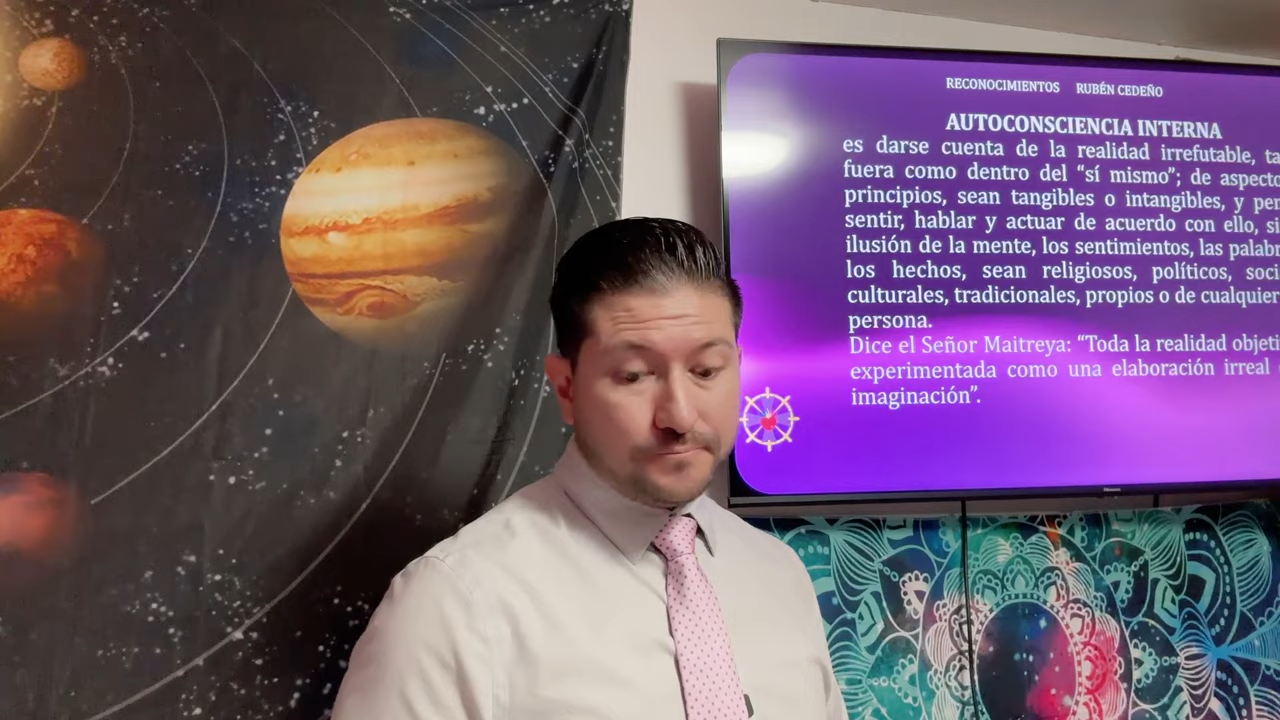 RECONOCIMIENTOS RUBÉN CEDEÑO
AUTOCONSCIENCIA INTERNA
es darse cuenta de la realidad irrefutable,
fuera como dentro del “sí mismo”; de
principios, sean tangibles o intangibles, y
sentir, hablar y actuar de acuerdo con ello,
ilusión de la mente, los sentimientos, las
los hechos, sean religiosos, políticos,
culturales, tradicionales, propios o de
persona.
Dice el Señor Maitreya: “Toda la realidad
experimentada como una elaboración irreal
imaginación”.